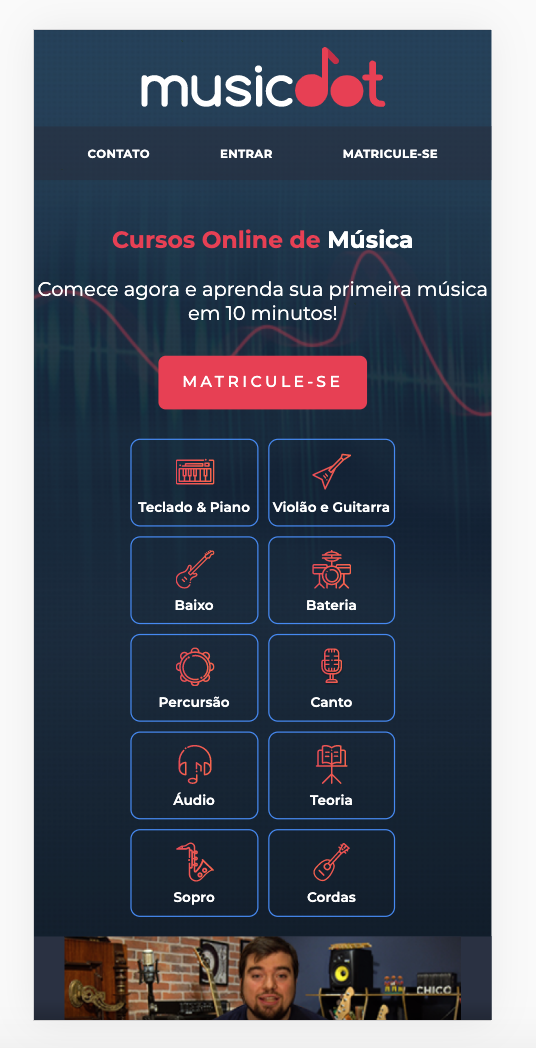 musicdot
CONTATO ENTRAR MATRICULE-SE
Cursos Online de Música
Comece agora e aprenda sua primeira música
em 10 minutos!
MATRICULE-SE
Teclado & Piano
Violão e Guitarra
Baixo
Bateria
Percursão
Canto
Áudio
Teoria
Sopro
Cordas
CHICO